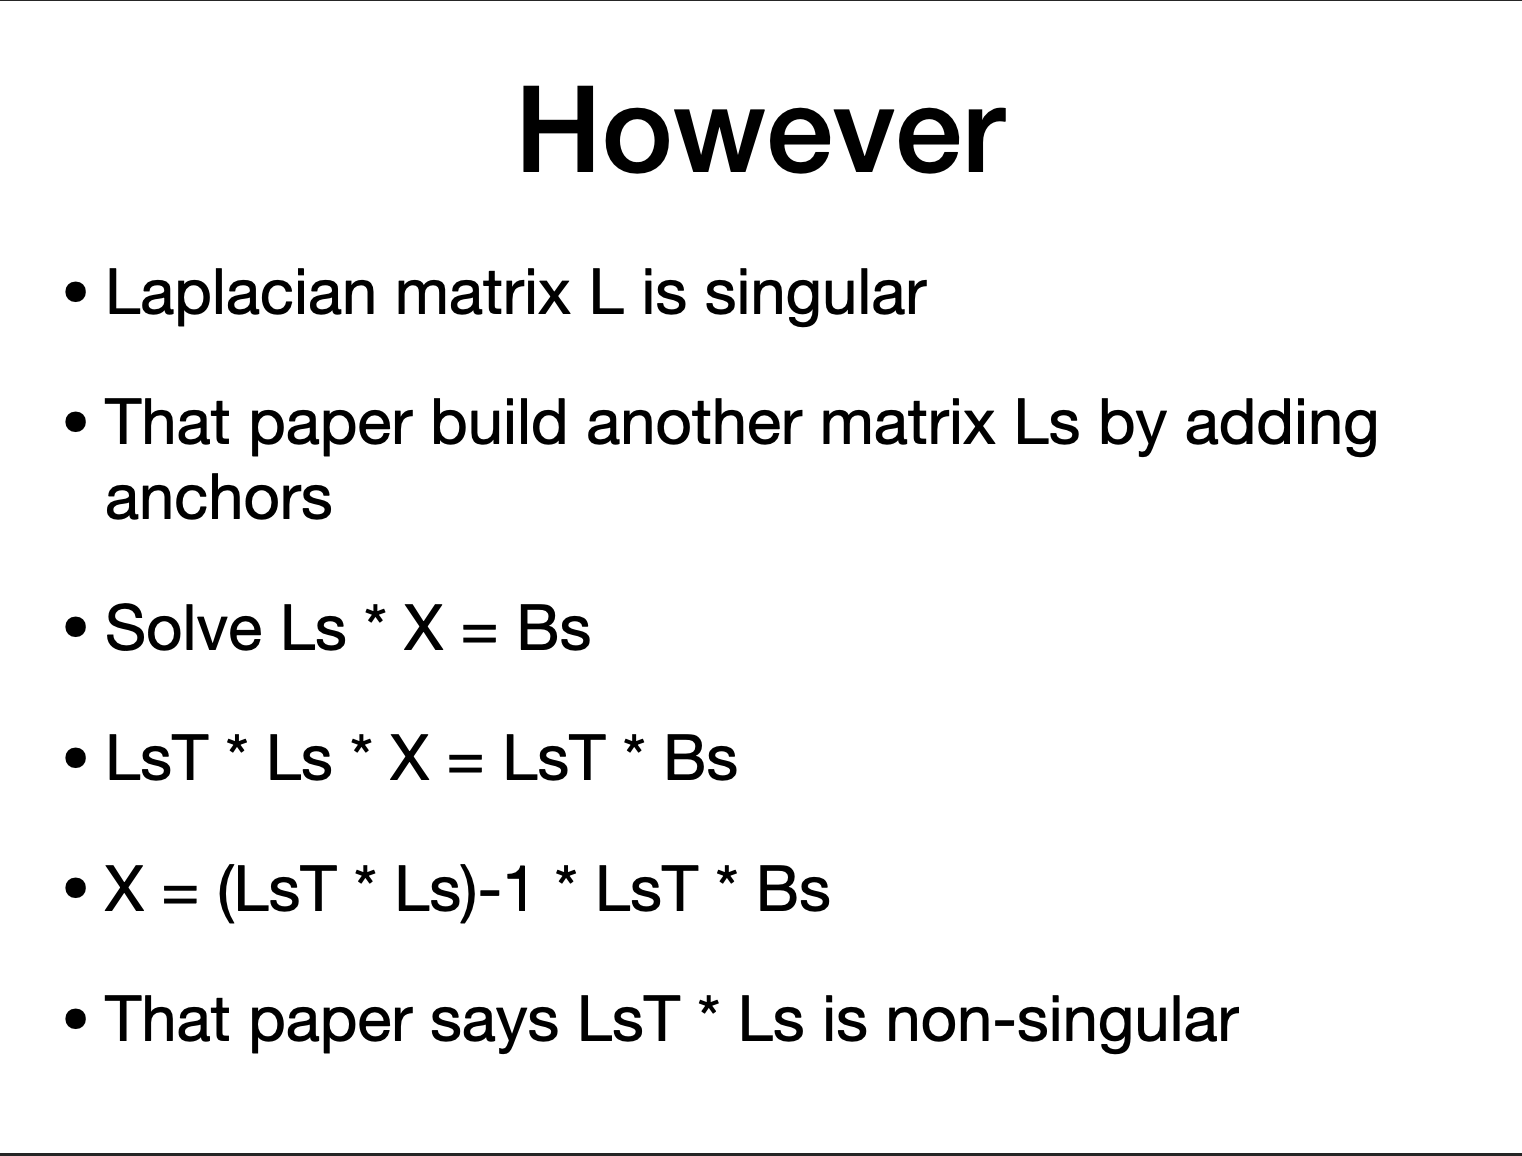 However
• Laplacian matrix L is singular
• That paper build another matrix Ls by adding
anchors
• Solve Ls * X = Bs
• LsT * Ls * X = LsT * Bs
• X = (LsT * Ls)-1 * LsT * Bs
• That paper says LsT * Ls is non-singular